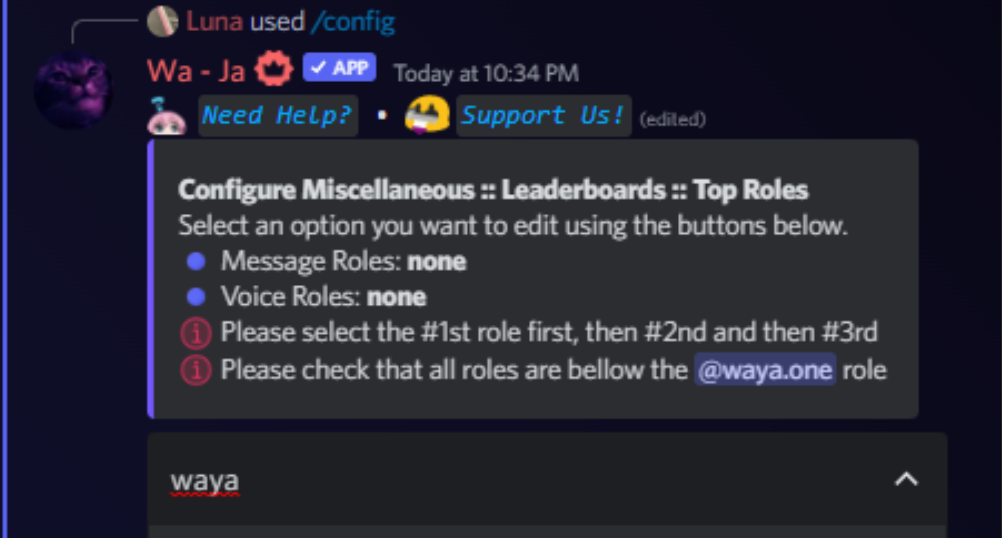 Luna used /config
Wa - Ja ✓ APP Today at 10:34 PM
Need Help? • Support Us! (edited)
Configure Miscellaneous :: Leaderboards :: Top Roles
Select an option you want to edit using the buttons below.
Message Roles: none
Voice Roles: none
Please select the #1st role first, then #2nd and then #3rd
Please check that all roles are bellow the @waya.one role
waya